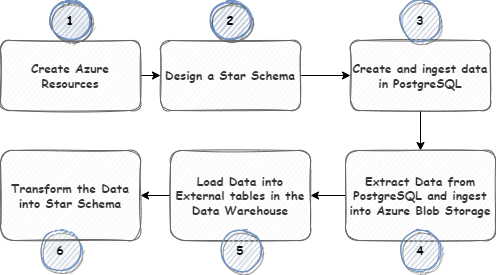 1
2
3
Create Azure
Resources
Design a Star Schema
Create and ingest data
in PostgreSQL
Transform the Data
into Star Schema
Load Data into
External tables in the
Data Warehouse
Extract Data from
PostgreSQL and ingest
into Azure Blob Storage
6
5
4